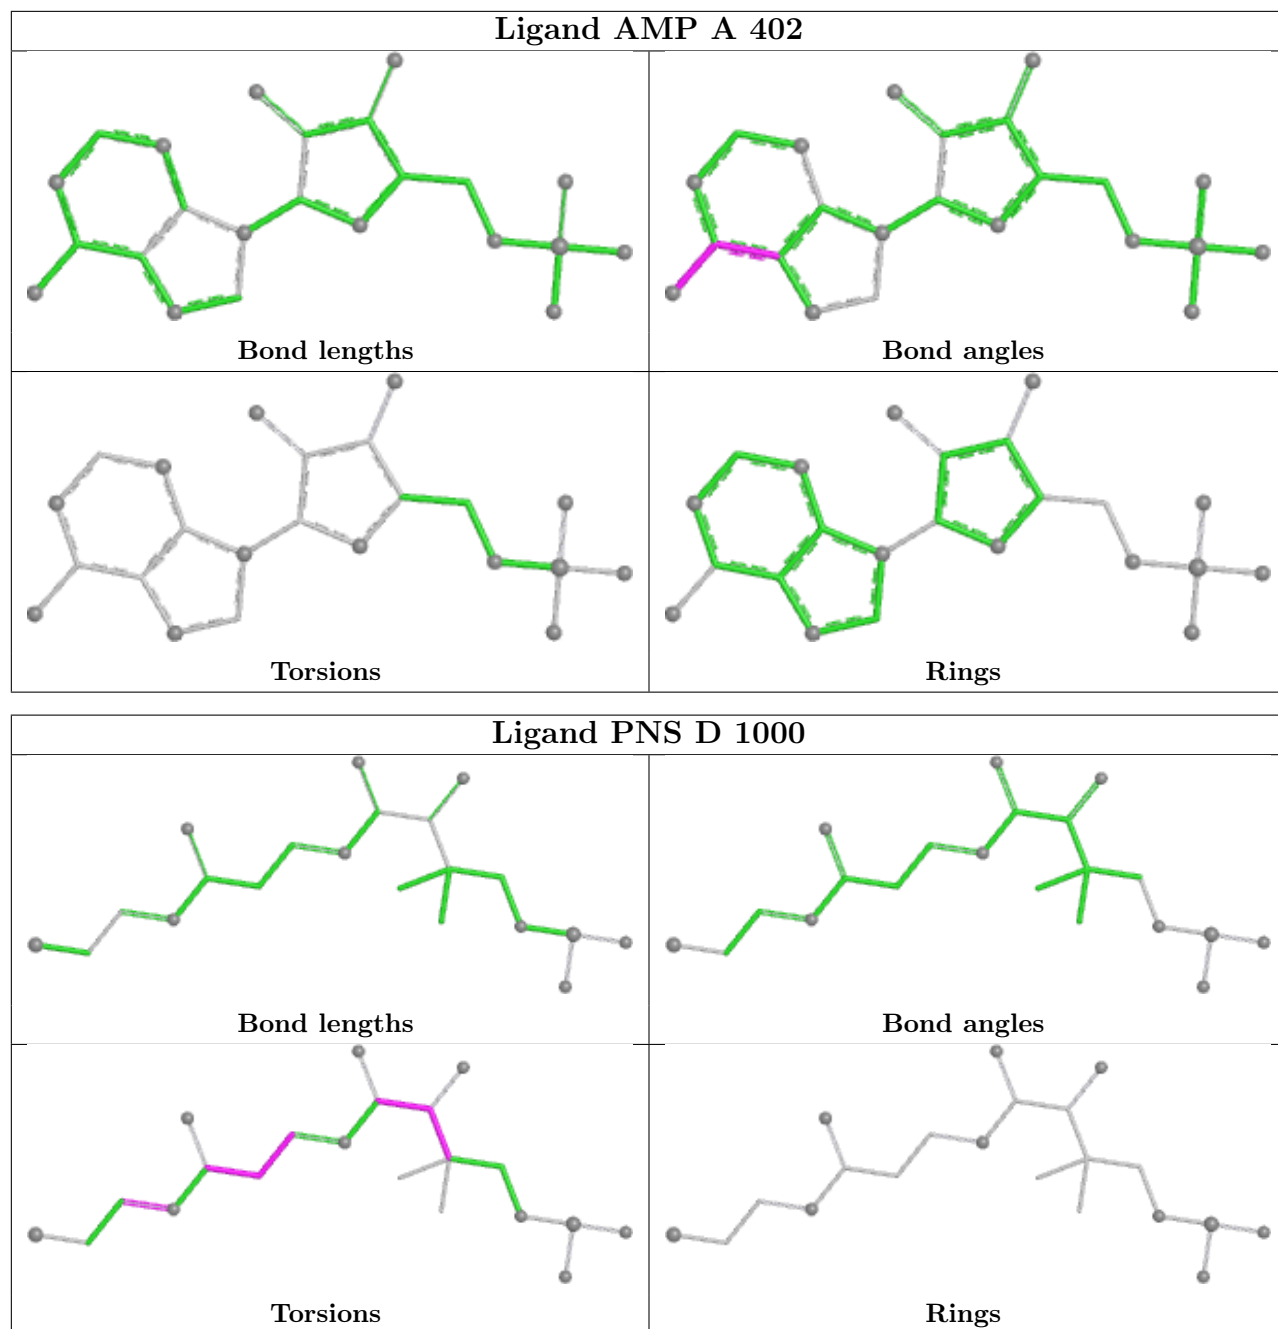 Ligand AMP A 402
Bond lengths
Bond angles
Torsions
Rings
Ligand PNS D 1000
Bond lengths
Bond angles
Torsions
Rings